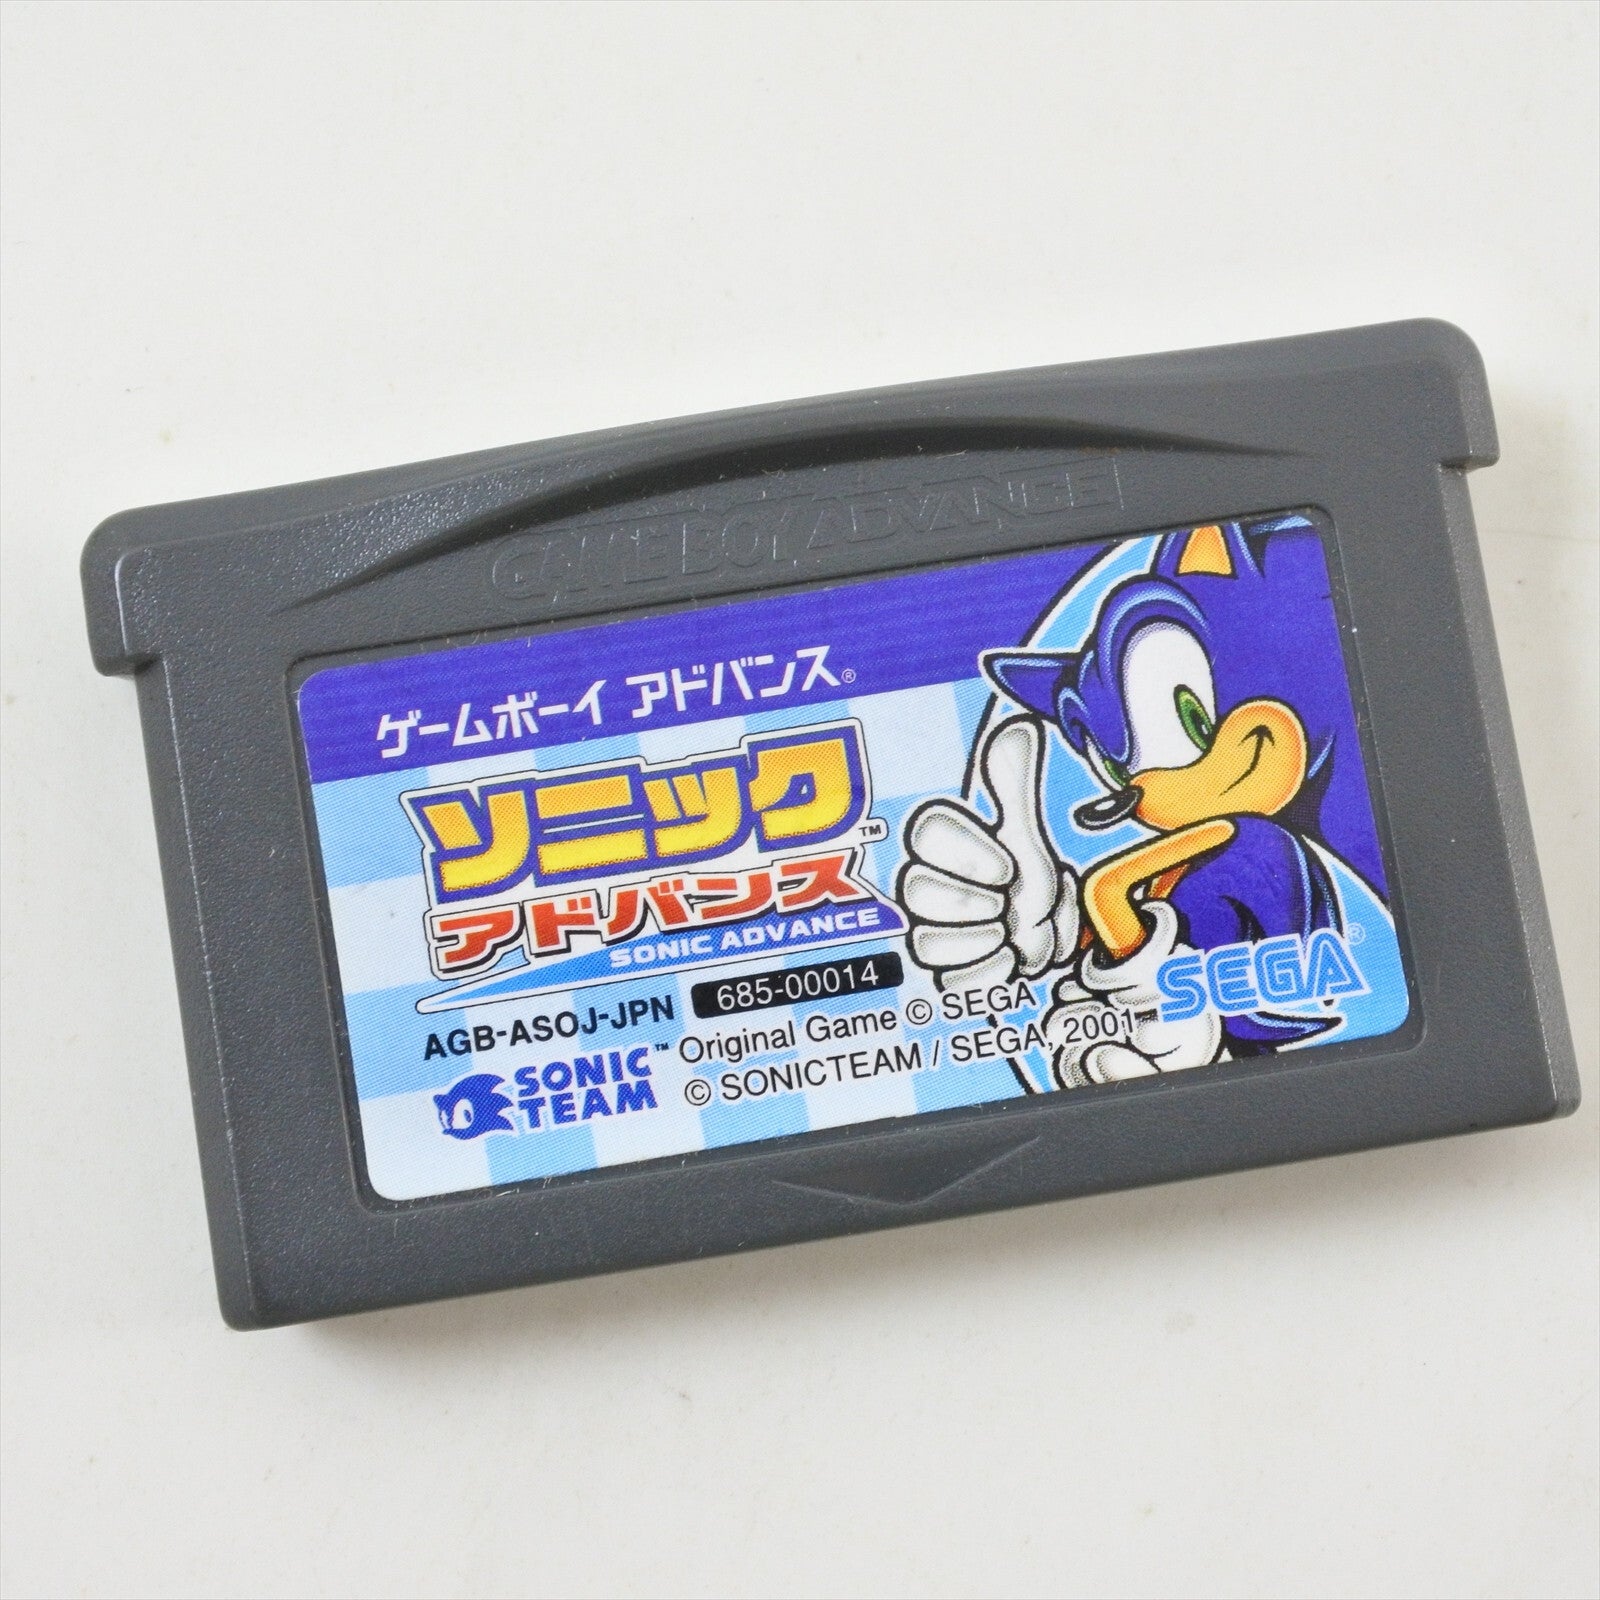 GAME BOY ADVANCE
ゲームボーイ アドバンス®
ソニック™
アドバンス
SONIC ADVANCE
AGB-ASOJ-JPN 685-00014
SONIC TEAM™
Original Game © SEGA
© SONICTEAM / SEGA, 2001
SEGA®